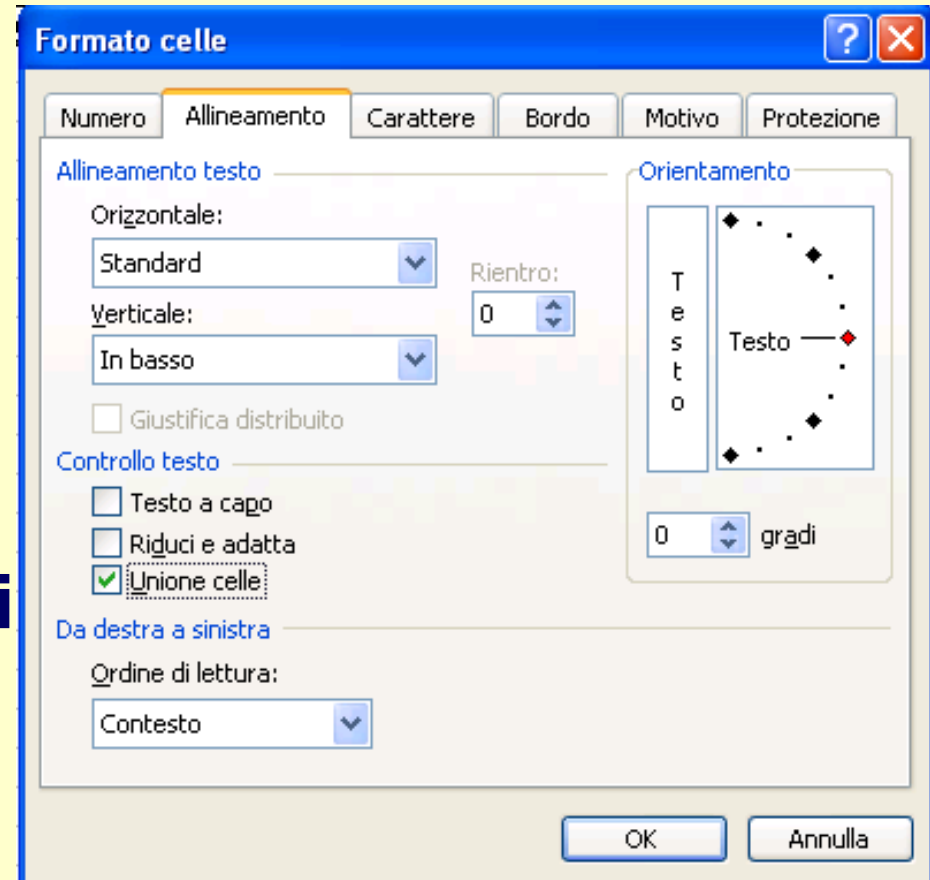 Formato celle
Numero Allineamento Carattere Bordo Motivo Protezione
Allineamento testo
Orizzontale:
Standard
Rientro:
0
Verticale:
In basso
Giustifica distribuito
Controllo testo
Testo a capo
Riduci e adatta
Unione celle
Da destra a sinistra
Ordine di lettura:
Contesto
Orientamento
Testo
Testo
0 gradi
OK Annulla
i